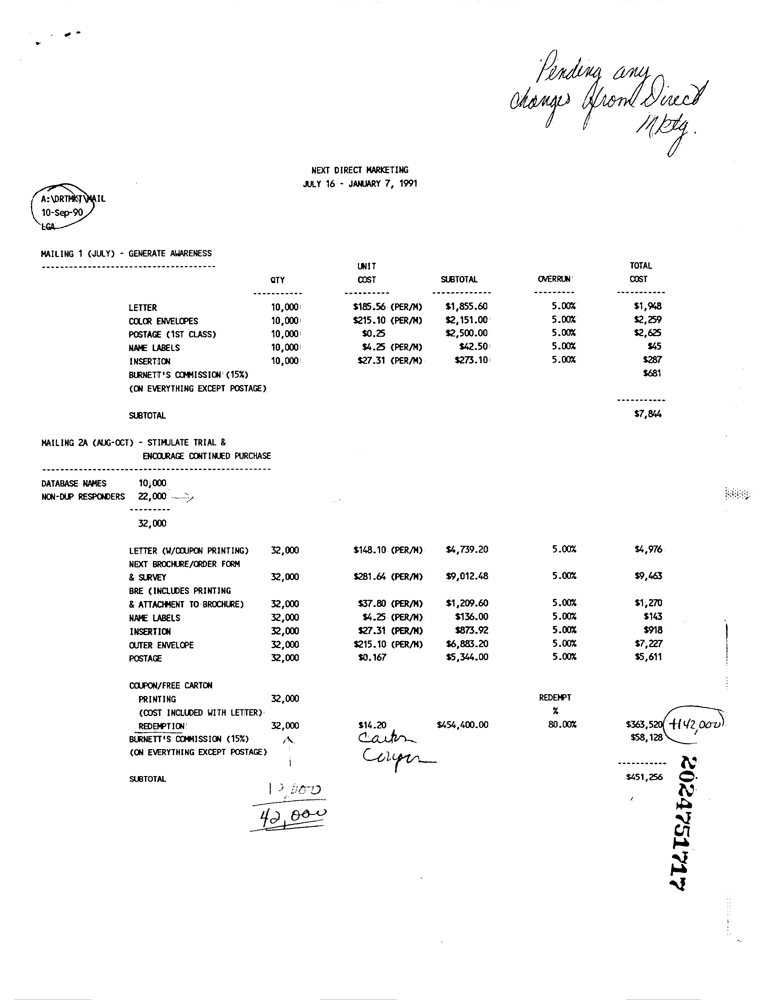 Pending any
changes from Direct
Mktg.
NEXT DIRECT MARKETING
JULY 16 - JANUARY 7, 1991
A:\DRTMKT\MAIL
10-Sep-90
LGA
MAILING 1 (JULY) - GENERATE AWARENESS
------------------------------------
UNIT TOTAL
QTY COST SUBTOTAL OVERRUN COST
LETTER 10,000 $185.56 (PER/M) $1,855.60 5.00% $1,948
COLOR ENVELOPES 10,000 $215.10 (PER/M) $2,151.00 5.00% $2,259
POSTAGE (1ST CLASS) 10,000 $0.25 $2,500.00 5.00% $2,625
NAME LABELS 10,000 $4.25 (PER/M) $42.50 5.00% $45
INSERTION 10,000 $27.31 (PER/M) $273.10 5.00% $287
BURNETT'S COMMISSION (15%) $681
(ON EVERYTHING EXCEPT POSTAGE)
-----------
SUBTOTAL $7,844
MAILING 2A (AUG-OCT) - STIMULATE TRIAL &
ENCOURAGE CONTINUED PURCHASE
------------------------------------------------
DATABASE NAMES 10,000
NON-DUP RESPONDERS 22,000
---------
32,000
LETTER (W/COUPON PRINTING) 32,000 $148.10 (PER/M) $4,739.20 5.00% $4,976
NEXT BROCHURE/ORDER FORM
& SURVEY 32,000 $281.64 (PER/M) $9,012.48 5.00% $9,463
BRE (INCLUDES PRINTING
& ATTACHMENT TO BROCHURE) 32,000 $37.80 (PER/M) $1,209.60 5.00% $1,270
NAME LABELS 32,000 $4.25 (PER/M) $136.00 5.00% $143
INSERTION 32,000 $27.31 (PER/M) $873.92 5.00% $918
OUTER ENVELOPE 32,000 $215.10 (PER/M) $6,883.20 5.00% $7,227
POSTAGE 32,000 $0.167 $5,344.00 5.00% $5,611
COUPON/FREE CARTON
PRINTING 32,000 REDEMPT
(COST INCLUDED WITH LETTER) %
REDEMPTION 32,000 $14.20 $454,400.00 80.00% $363,520 +142,000
BURNETT'S COMMISSION (15%) $58,128
(ON EVERYTHING EXCEPT POSTAGE)
-----------
SUBTOTAL $451,256
42,000
2024751717